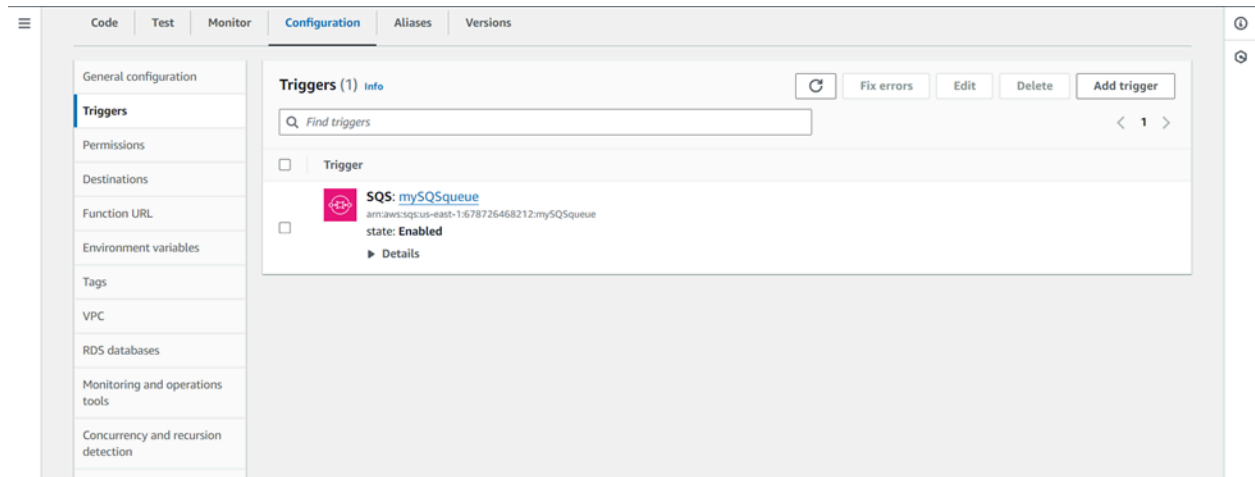 Code Test Monitor Configuration Aliases Versions
General configuration
Triggers
Permissions
Destinations
Function URL
Environment variables
Tags
VPC
RDS databases
Monitoring and operations
tools
Concurrency and recursion
detection
Triggers (1) Info
Fix errors Edit Delete Add trigger
Find triggers
1
Trigger
SQS: mySQSqueue
arn:aws:sqs:us-east-1:678726468212:mySQSqueue
state: Enabled
Details